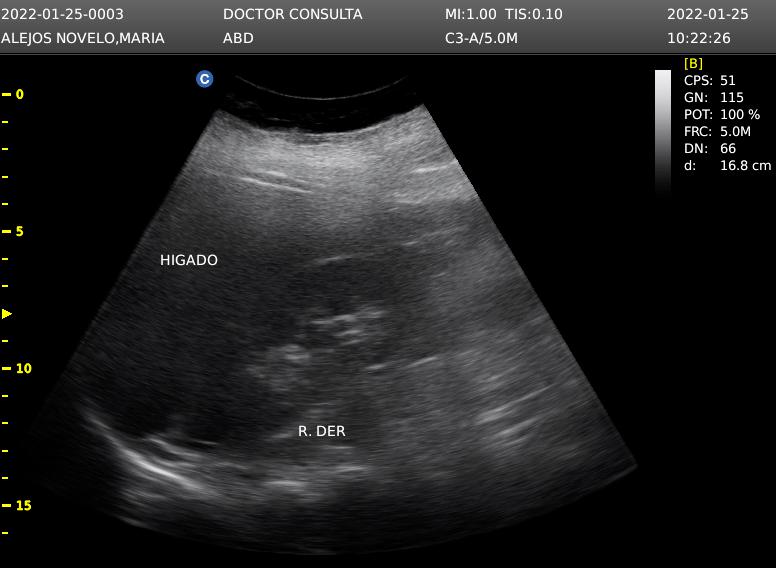 2022-01-25-0003 DOCTOR CONSULTA MI:1.00 TIS:0.10 2022-01-25
ALEJOS NOVELO,MARIA ABD C3-A/5.0M 10:22:26
C
[B]
CPS: 51
GN: 115
POT: 100 %
FRC: 5.0M
DN: 66
d: 16.8 cm
0
5
HIGADO
10
R. DER
15